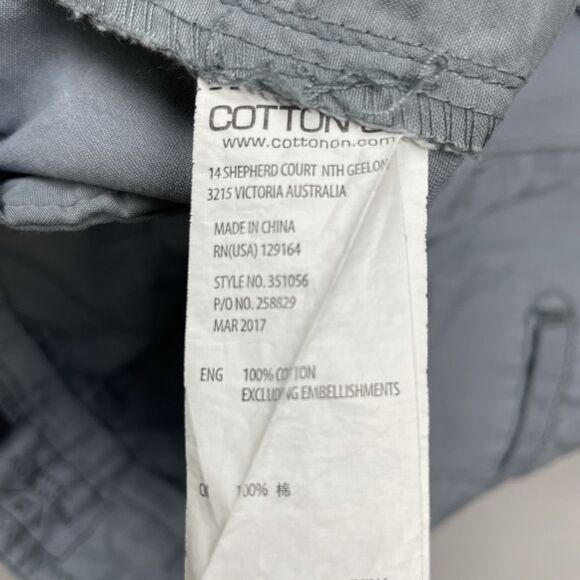 COTTON
www.cottonon.com
14 SHEPHERD COURT NTH GEELON
3215 VICTORIA AUSTRALIA
MADE IN CHINA
RN(USA) 129164
STYLE NO. 351056
P/O NO. 258829
MAR 2017
ENG 100% COTTON
EXCLUDING EMBELLISHMENTS
100% 棉